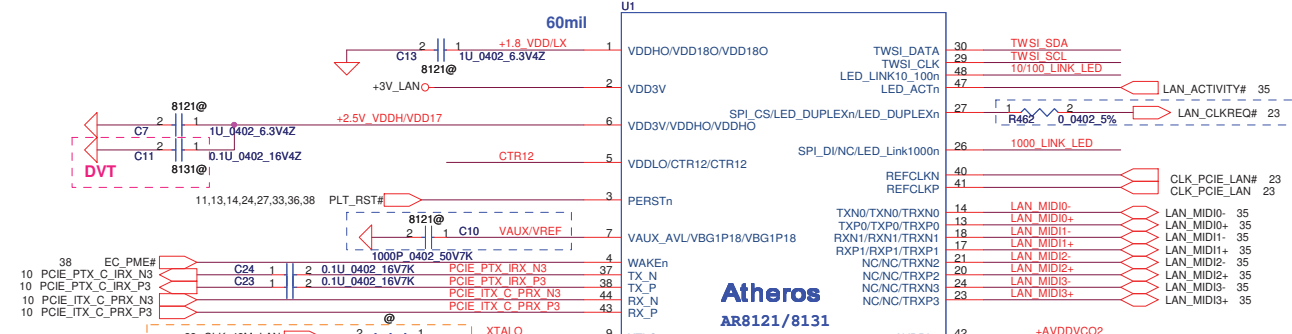 U1
60mil
2 1 +1.8_VDD/LX 1 VDDHO/VDD18O/VDD18O TWSI_DATA 30 TWSI_SDA
C13 1U_0402_6.3V4Z TWSI_CLK 29 TWSI_SCL
8121@ LED_LINK10_100n 48 10/100_LINK_LED
+3V_LAN 2 VDD3V LED_ACTn 47 LAN_ACTIVITY# 35
8121@
2 1 +2.5V_VDDH/VDD17 6 VDD3V/VDDHO/VDDHO SPI_CS/LED_DUPLEXn/LED_DUPLEXn 27 1 2 LAN_CLKREQ# 23
C7 1U_0402_6.3V4Z R462 0_0402_5%
2 1
C11 0.1U_0402_16V4Z SPI_DI/NC/LED_Link1000n 26 1000_LINK_LED
DVT 8131@ CTR12 5 VDDLO/CTR12/CTR12
REFCLKN 40 CLK_PCIE_LAN# 23
REFCLKP 41 CLK_PCIE_LAN 23
11,13,14,24,27,33,36,38 PLT_RST# 3 PERSTn
TXN0/TXN0/TRXN0 14 LAN_MIDI0- LAN_MIDI0- 35
8121@ TXP0/TXP0/TRXP0 13 LAN_MIDI0+ LAN_MIDI0+ 35
2 1 C10 VAUX/VREF 7 VAUX_AVL/VBG1P18/VBG1P18 RXN1/RXN1/TRXN1 18 LAN_MIDI1- LAN_MIDI1- 35
RXP1/RXP1/TRXP1 17 LAN_MIDI1+ LAN_MIDI1+ 35
1000P_0402_50V7K
38 EC_PME# 4 WAKEn NC/NC/TRXN2 21 LAN_MIDI2- LAN_MIDI2- 35
10 PCIE_PTX_C_IRX_N3 C24 1 2 0.1U_0402_16V7K PCIE_PTX_IRX_N3 37 TX_N NC/NC/TRXP2 20 LAN_MIDI2+ LAN_MIDI2+ 35
10 PCIE_PTX_C_IRX_P3 C23 1 2 0.1U_0402_16V7K PCIE_PTX_IRX_P3 38 TX_P NC/NC/TRXN3 24 LAN_MIDI3- LAN_MIDI3- 35
10 PCIE_ITX_C_PRX_N3 PCIE_ITX_C_PRX_N3 44 RX_N NC/NC/TRXP3 23 LAN_MIDI3+ LAN_MIDI3+ 35
10 PCIE_ITX_C_PRX_P3 PCIE_ITX_C_PRX_P3 43 RX_P
Atheros
AR8121/8131
@
XTALO 9 42 +AVDDVCO2